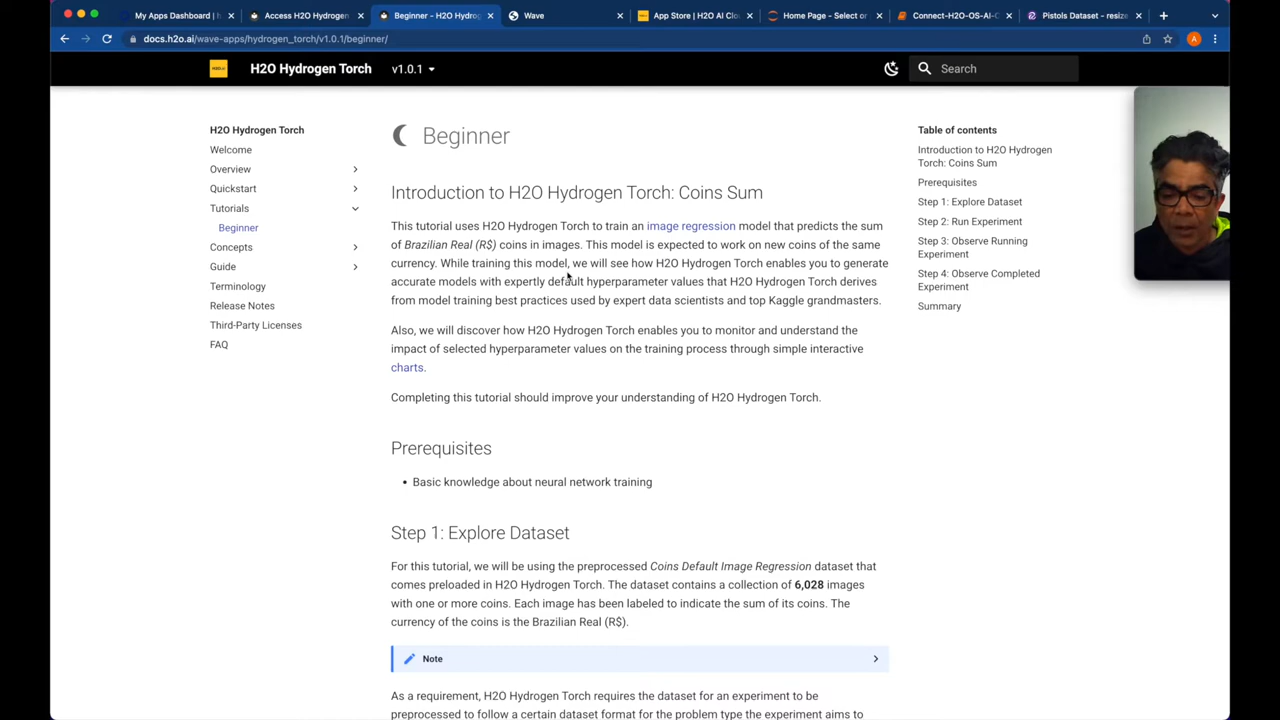 My Apps Dashboard | h
Access H2O Hydrogen
Beginner - H2O Hydrog
Wave
App Store | H2O AI Clou
Home Page - Select or
Connect-H2O-OS-AI-C
Pistols Dataset - resize
docs.h2o.ai/wave-apps/hydrogen_torch/v1.0.1/beginner/
A
H2O.ai
H2O Hydrogen Torch
v1.0.1
Search
H2O Hydrogen Torch
Welcome
Overview
Quickstart
Tutorials
Beginner
Concepts
Guide
Terminology
Release Notes
Third-Party Licenses
FAQ
Beginner
Introduction to H2O Hydrogen Torch: Coins Sum
This tutorial uses H2O Hydrogen Torch to train an image regression model that predicts the sum
of Brazilian Real (R$) coins in images. This model is expected to work on new coins of the same
currency. While training this model, we will see how H2O Hydrogen Torch enables you to generate
accurate models with expertly default hyperparameter values that H2O Hydrogen Torch derives
from model training best practices used by expert data scientists and top Kaggle grandmasters.
Also, we will discover how H2O Hydrogen Torch enables you to monitor and understand the
impact of selected hyperparameter values on the training process through simple interactive
charts.
Completing this tutorial should improve your understanding of H2O Hydrogen Torch.
Prerequisites
• Basic knowledge about neural network training
Step 1: Explore Dataset
For this tutorial, we will be using the preprocessed Coins Default Image Regression dataset that
comes preloaded in H2O Hydrogen Torch. The dataset contains a collection of 6,028 images
with one or more coins. Each image has been labeled to indicate the sum of its coins. The
currency of the coins is the Brazilian Real (R$).
Note
As a requirement, H2O Hydrogen Torch requires the dataset for an experiment to be
preprocessed to follow a certain dataset format for the problem type the experiment aims to
Table of contents
Introduction to H2O Hydrogen
Torch: Coins Sum
Prerequisites
Step 1: Explore Dataset
Step 2: Run Experiment
Step 3: Observe Running
Experiment
Step 4: Observe Completed
Experiment
Summary